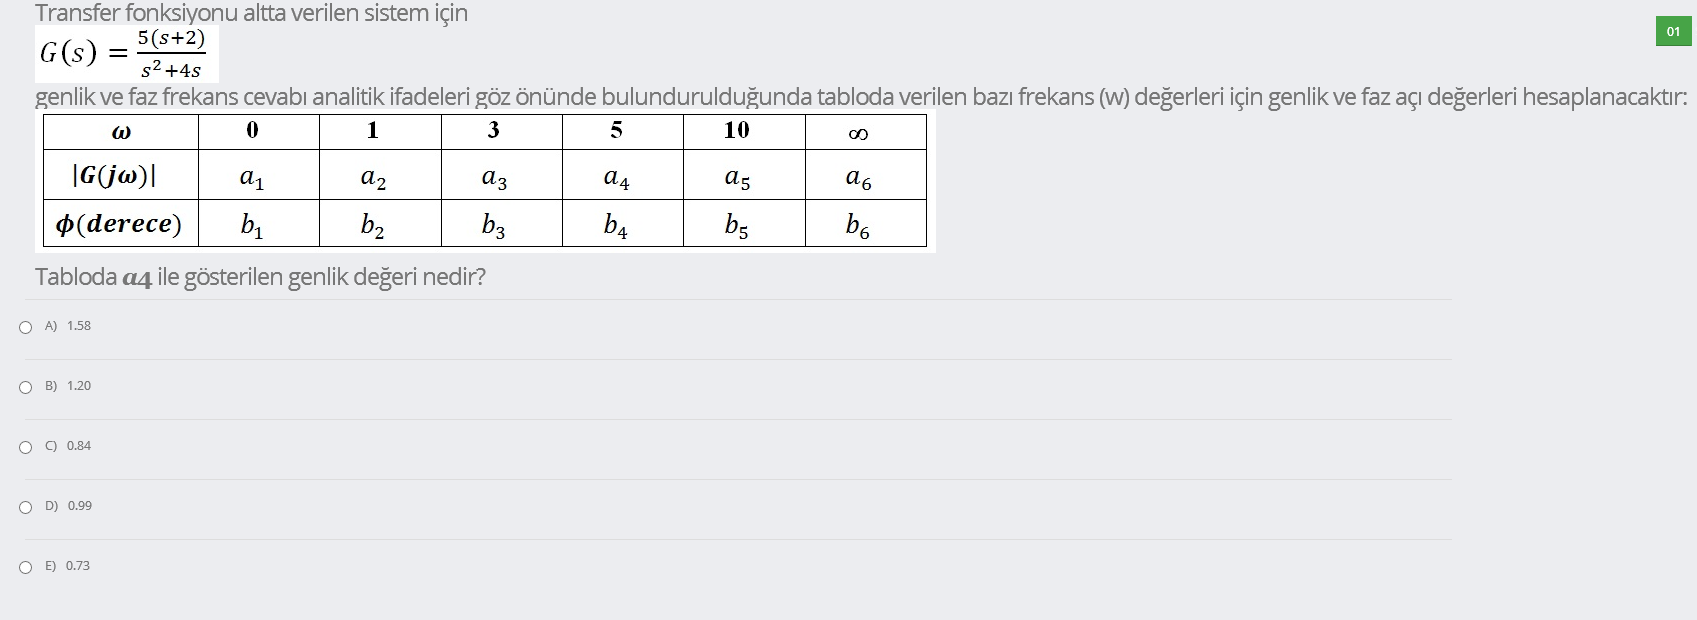 Transfer fonksiyonu altta verilen sistem için
01
G(s) = 5(s+2) / s²+4s
genlik ve faz frekans cevabı analitik ifadeleri göz önünde bulundurulduğunda tabloda verilen bazı frekans (w) değerleri için genlik ve faz açı değerleri hesaplanacaktır:
ω 0 1 3 5 10 ∞
|G(jω)| a₁ a₂ a₃ a₄ a₅ a₆
ϕ(derece) b₁ b₂ b₃ b₄ b₅ b₆
Tabloda a4 ile gösterilen genlik değeri nedir?
A) 1.58
B) 1.20
C) 0.84
D) 0.99
E) 0.73